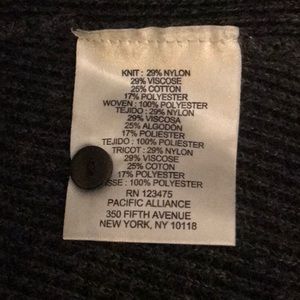 KNIT : 29% NYLON
29% VISCOSE
25% COTTON
17% POLYESTER
WOVEN : 100% POLYESTER
TEJIDO : 29% NYLON
29% VISCOSA
25% ALGODON
17% POLIESTER
TEJIDO : 100% POLIESTER
TRICOT : 29% NYLON
29% VISCOSE
25% COTON
17% POLYESTER
SSE : 100% POLYESTER
RN 123475
PACIFIC ALLIANCE
350 FIFTH AVENUE
NEW YORK, NY 10118